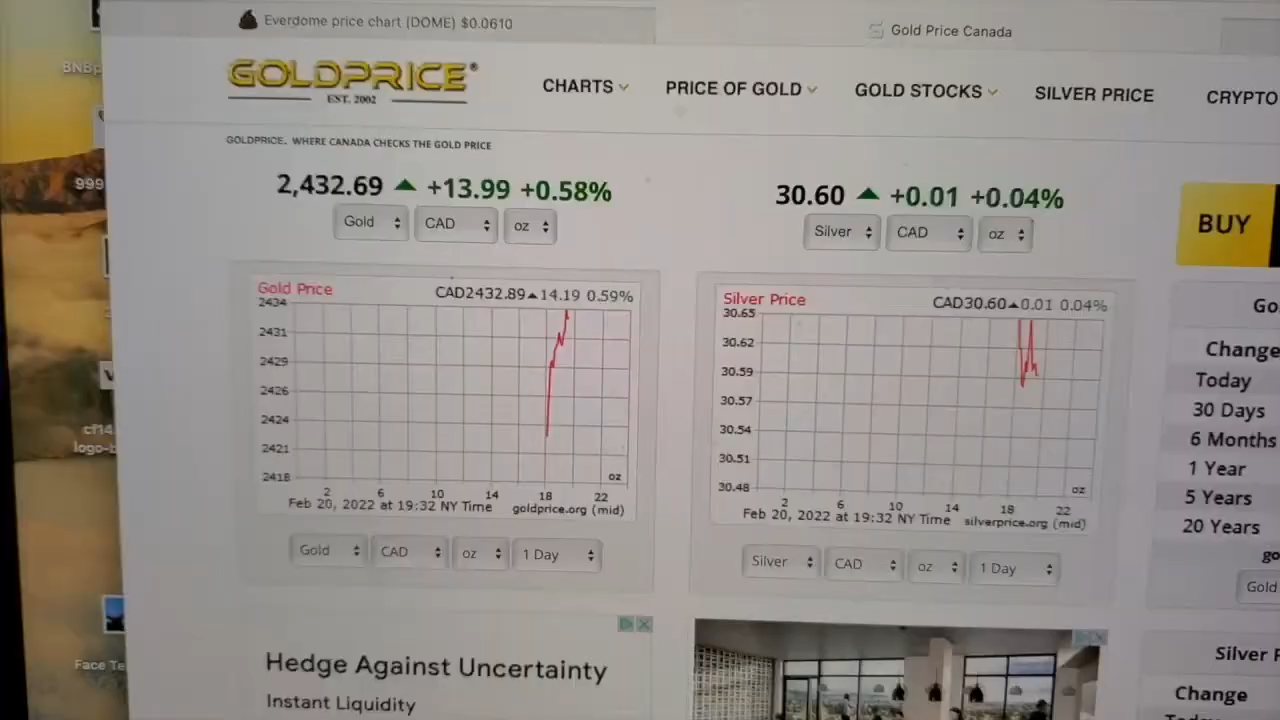 Everdome price chart (DOME) $0.0610
Gold Price Canada
GOLDPRICE®
EST. 2002
CHARTS PRICE OF GOLD GOLD STOCKS SILVER PRICE CRYPTO
GOLDPRICE. WHERE CANADA CHECKS THE GOLD PRICE
2,432.69 +13.99 +0.58%
Gold CAD oz
30.60 +0.01 +0.04%
Silver CAD oz
BUY
999
Gold Price CAD2432.89▲14.19 0.59%
2434
2431
2429
2426
2424
2421
2418
oz
2 6 10 14 18 22
Feb 20, 2022 at 19:32 NY Time goldprice.org (mid)
Gold CAD oz 1 Day
Silver Price CAD30.60▲0.01 0.04%
30.65
30.62
30.59
30.57
30.54
30.51
30.48
oz
2 6 10 14 18 22
Feb 20, 2022 at 19:32 NY Time silverprice.org (mid)
Silver CAD oz 1 Day
Go
Change
Today
30 Days
6 Months
1 Year
5 Years
20 Years
go
Gold
Silver P
Change
logo-b
Face Te
Hedge Against Uncertainty
Instant Liquidity